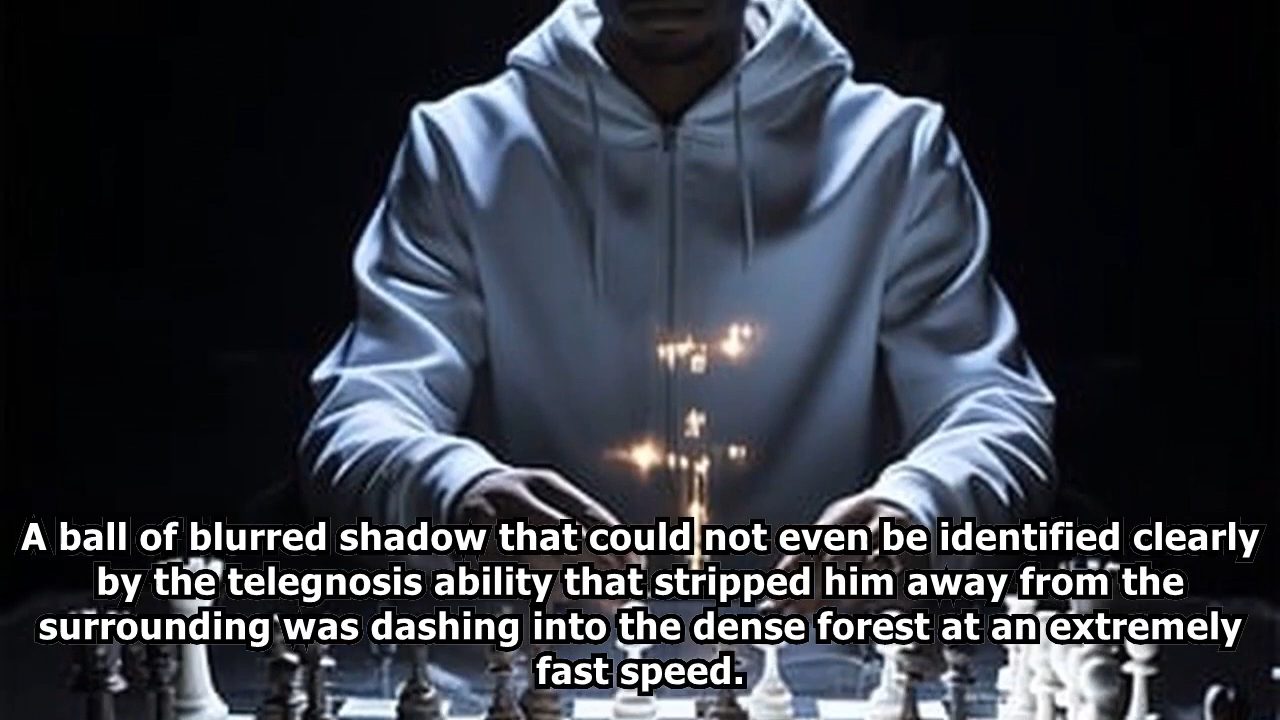 A ball of blurred shadow that could not even be identified clearly
by the telegnosis ability that stripped him away from the
surrounding was dashing into the dense forest at an extremely
fast speed.